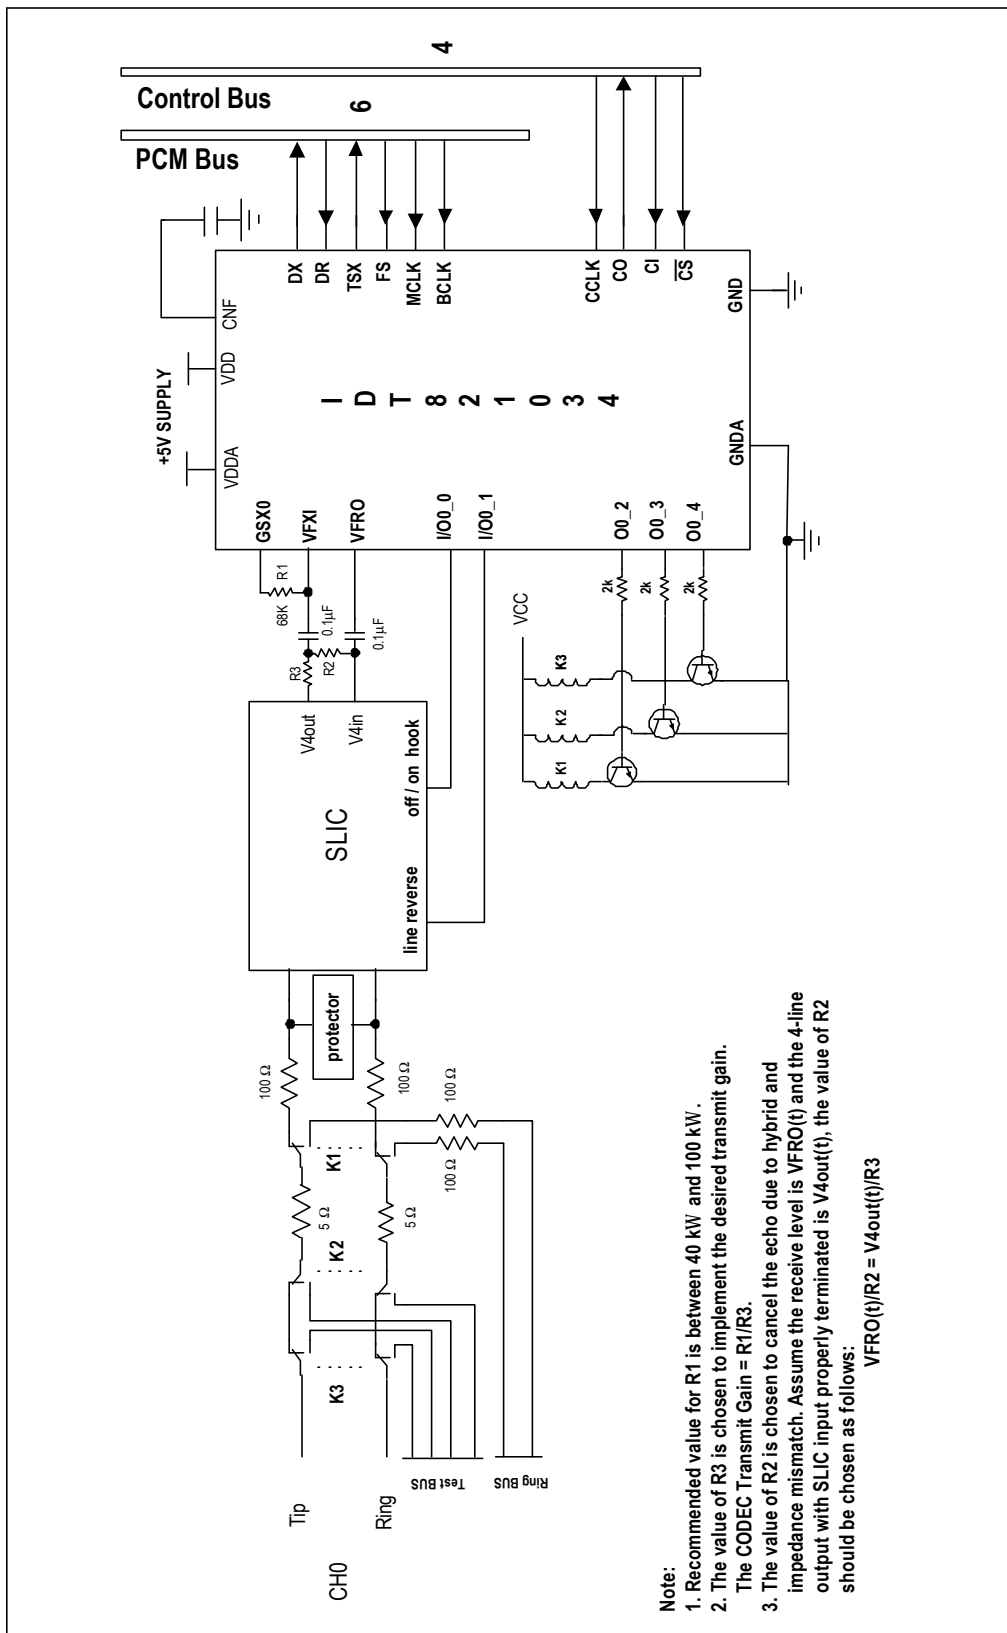 CH0
Tip
Ring
Test BUS
Ring BUS
K3
K2
K1
5 Ω
5 Ω
100 Ω
100 Ω
100 Ω
100 Ω
protector
SLIC
line reverse
off / on hook
V4out
V4in
R3
R2
0.1µF
0.1µF
68K
R1
GSX0
VFXI
VFRO
I/O0_0
I/O0_1
O0_2
O0_3
O0_4
2k
2k
2k
VCC
K1
K2
K3
+5V SUPPLY
VDDA
VDD
CNF
IDT821034
GNDA
GND
DX
DR
TSX
FS
MCLK
BCLK
CCLK
CO
CI
CS
PCM Bus
6
Control Bus
4
Note:
1. Recommended value for R1 is between 40 kW and 100 kW .
2. The value of R3 is chosen to implement the desired transmit gain.
The CODEC Transmit Gain = R1/R3.
3. The value of R2 is chosen to cancel the echo due to hybrid and
impedance mismatch. Assume the receive level is VFRO(t) and the 4-line
output with SLIC input properly terminated is V4out(t), the value of R2
should be chosen as follows:
VFRO(t)/R2 = V4out(t)/R3